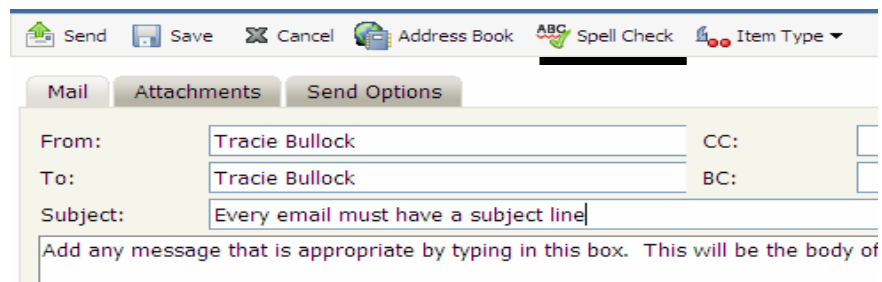 Send Save Cancel Address Book ABC Spell Check Item Type
Mail Attachments Send Options
From: Tracie Bullock CC:
To: Tracie Bullock BC:
Subject: Every email must have a subject line
Add any message that is appropriate by typing in this box. This will be the body of